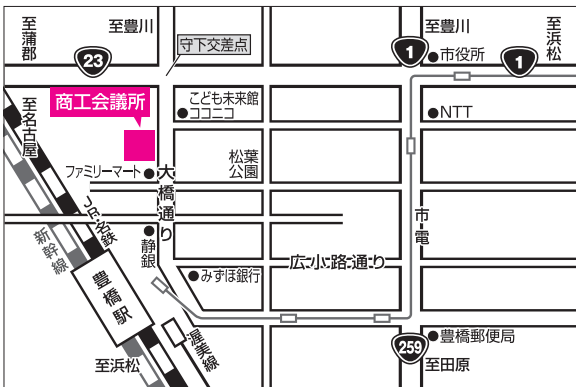 至蒲郡
至豊川
守下交差点
至豊川
至浜松
23
1
市役所
1
商工会議所
至名古屋
こども未来館
ココニコ
NTT
ファミリーマート
大橋通り
松葉
公園
JR・名鉄
新幹線
静銀
市電
豊橋駅
みずほ銀行
広小路通り
渥美線
259
豊橋郵便局
至浜松
至田原